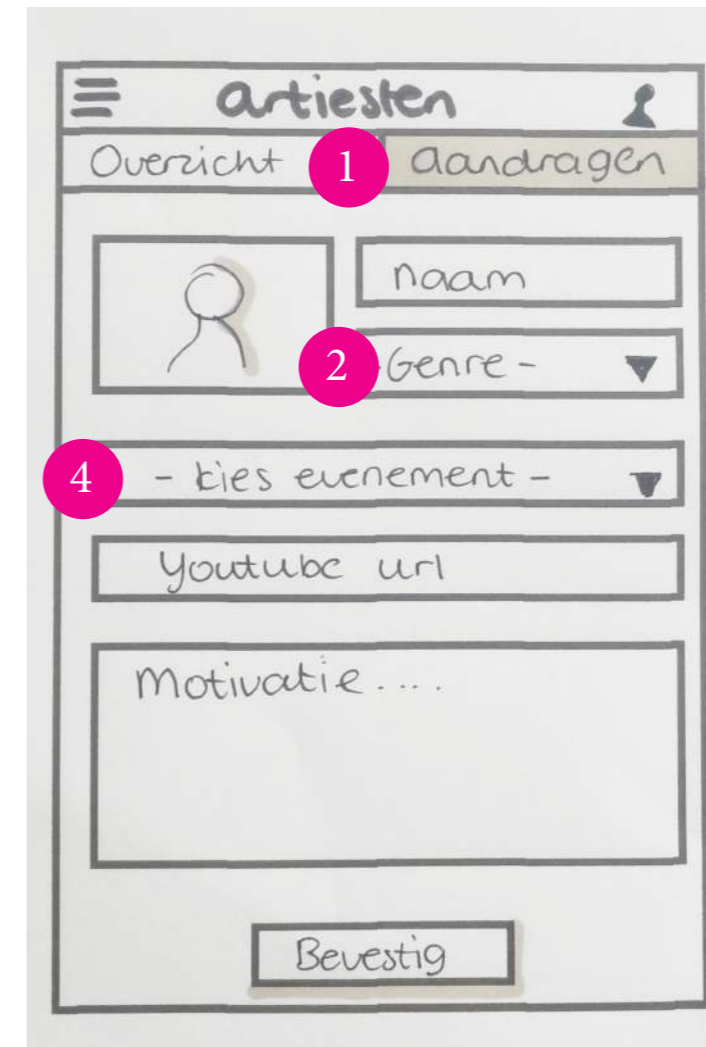 artiesten
Overzicht 1 aandragen
naam
2 -Genre-
4 - kies evenement -
Youtube url
Motivatie....
Bevestig